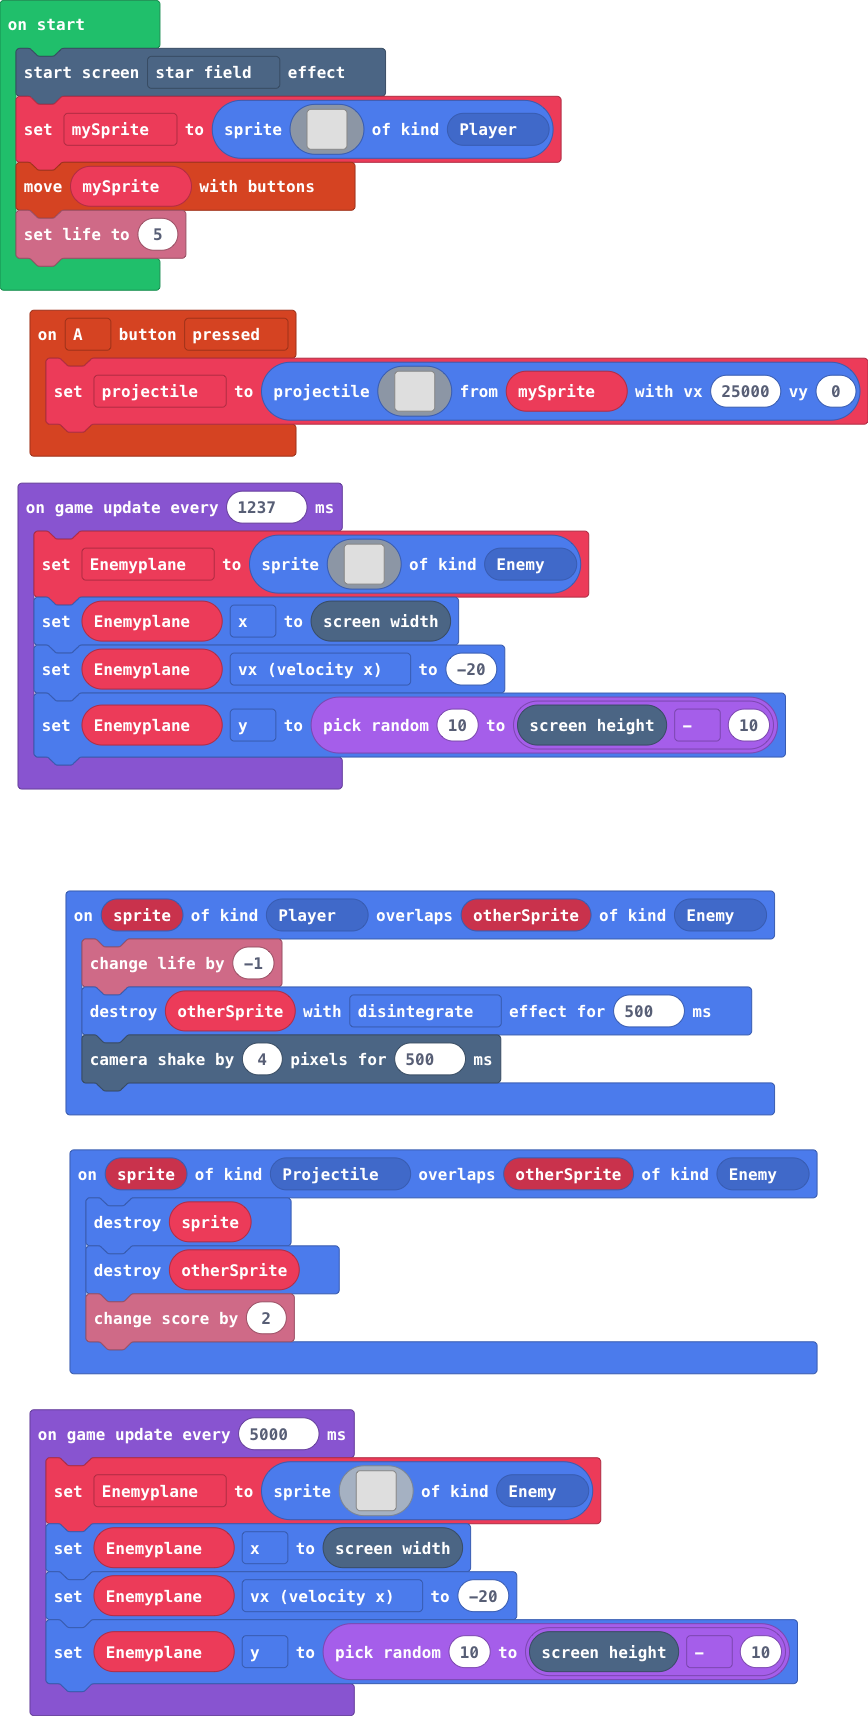 on start
start screen star field effect
set mySprite to sprite of kind Player
move mySprite with buttons
set life to 5
on A button pressed
set projectile to projectile from mySprite with vx 25000 vy 0
on game update every 1237 ms
set Enemyplane to sprite of kind Enemy
set Enemyplane x to screen width
set Enemyplane vx (velocity x) to -20
set Enemyplane y to pick random 10 to screen height - 10
on sprite of kind Player overlaps otherSprite of kind Enemy
change life by -1
destroy otherSprite with disintegrate effect for 500 ms
camera shake by 4 pixels for 500 ms
on sprite of kind Projectile overlaps otherSprite of kind Enemy
destroy sprite
destroy otherSprite
change score by 2
on game update every 5000 ms
set Enemyplane to sprite of kind Enemy
set Enemyplane x to screen width
set Enemyplane vx (velocity x) to -20
set Enemyplane y to pick random 10 to screen height - 10